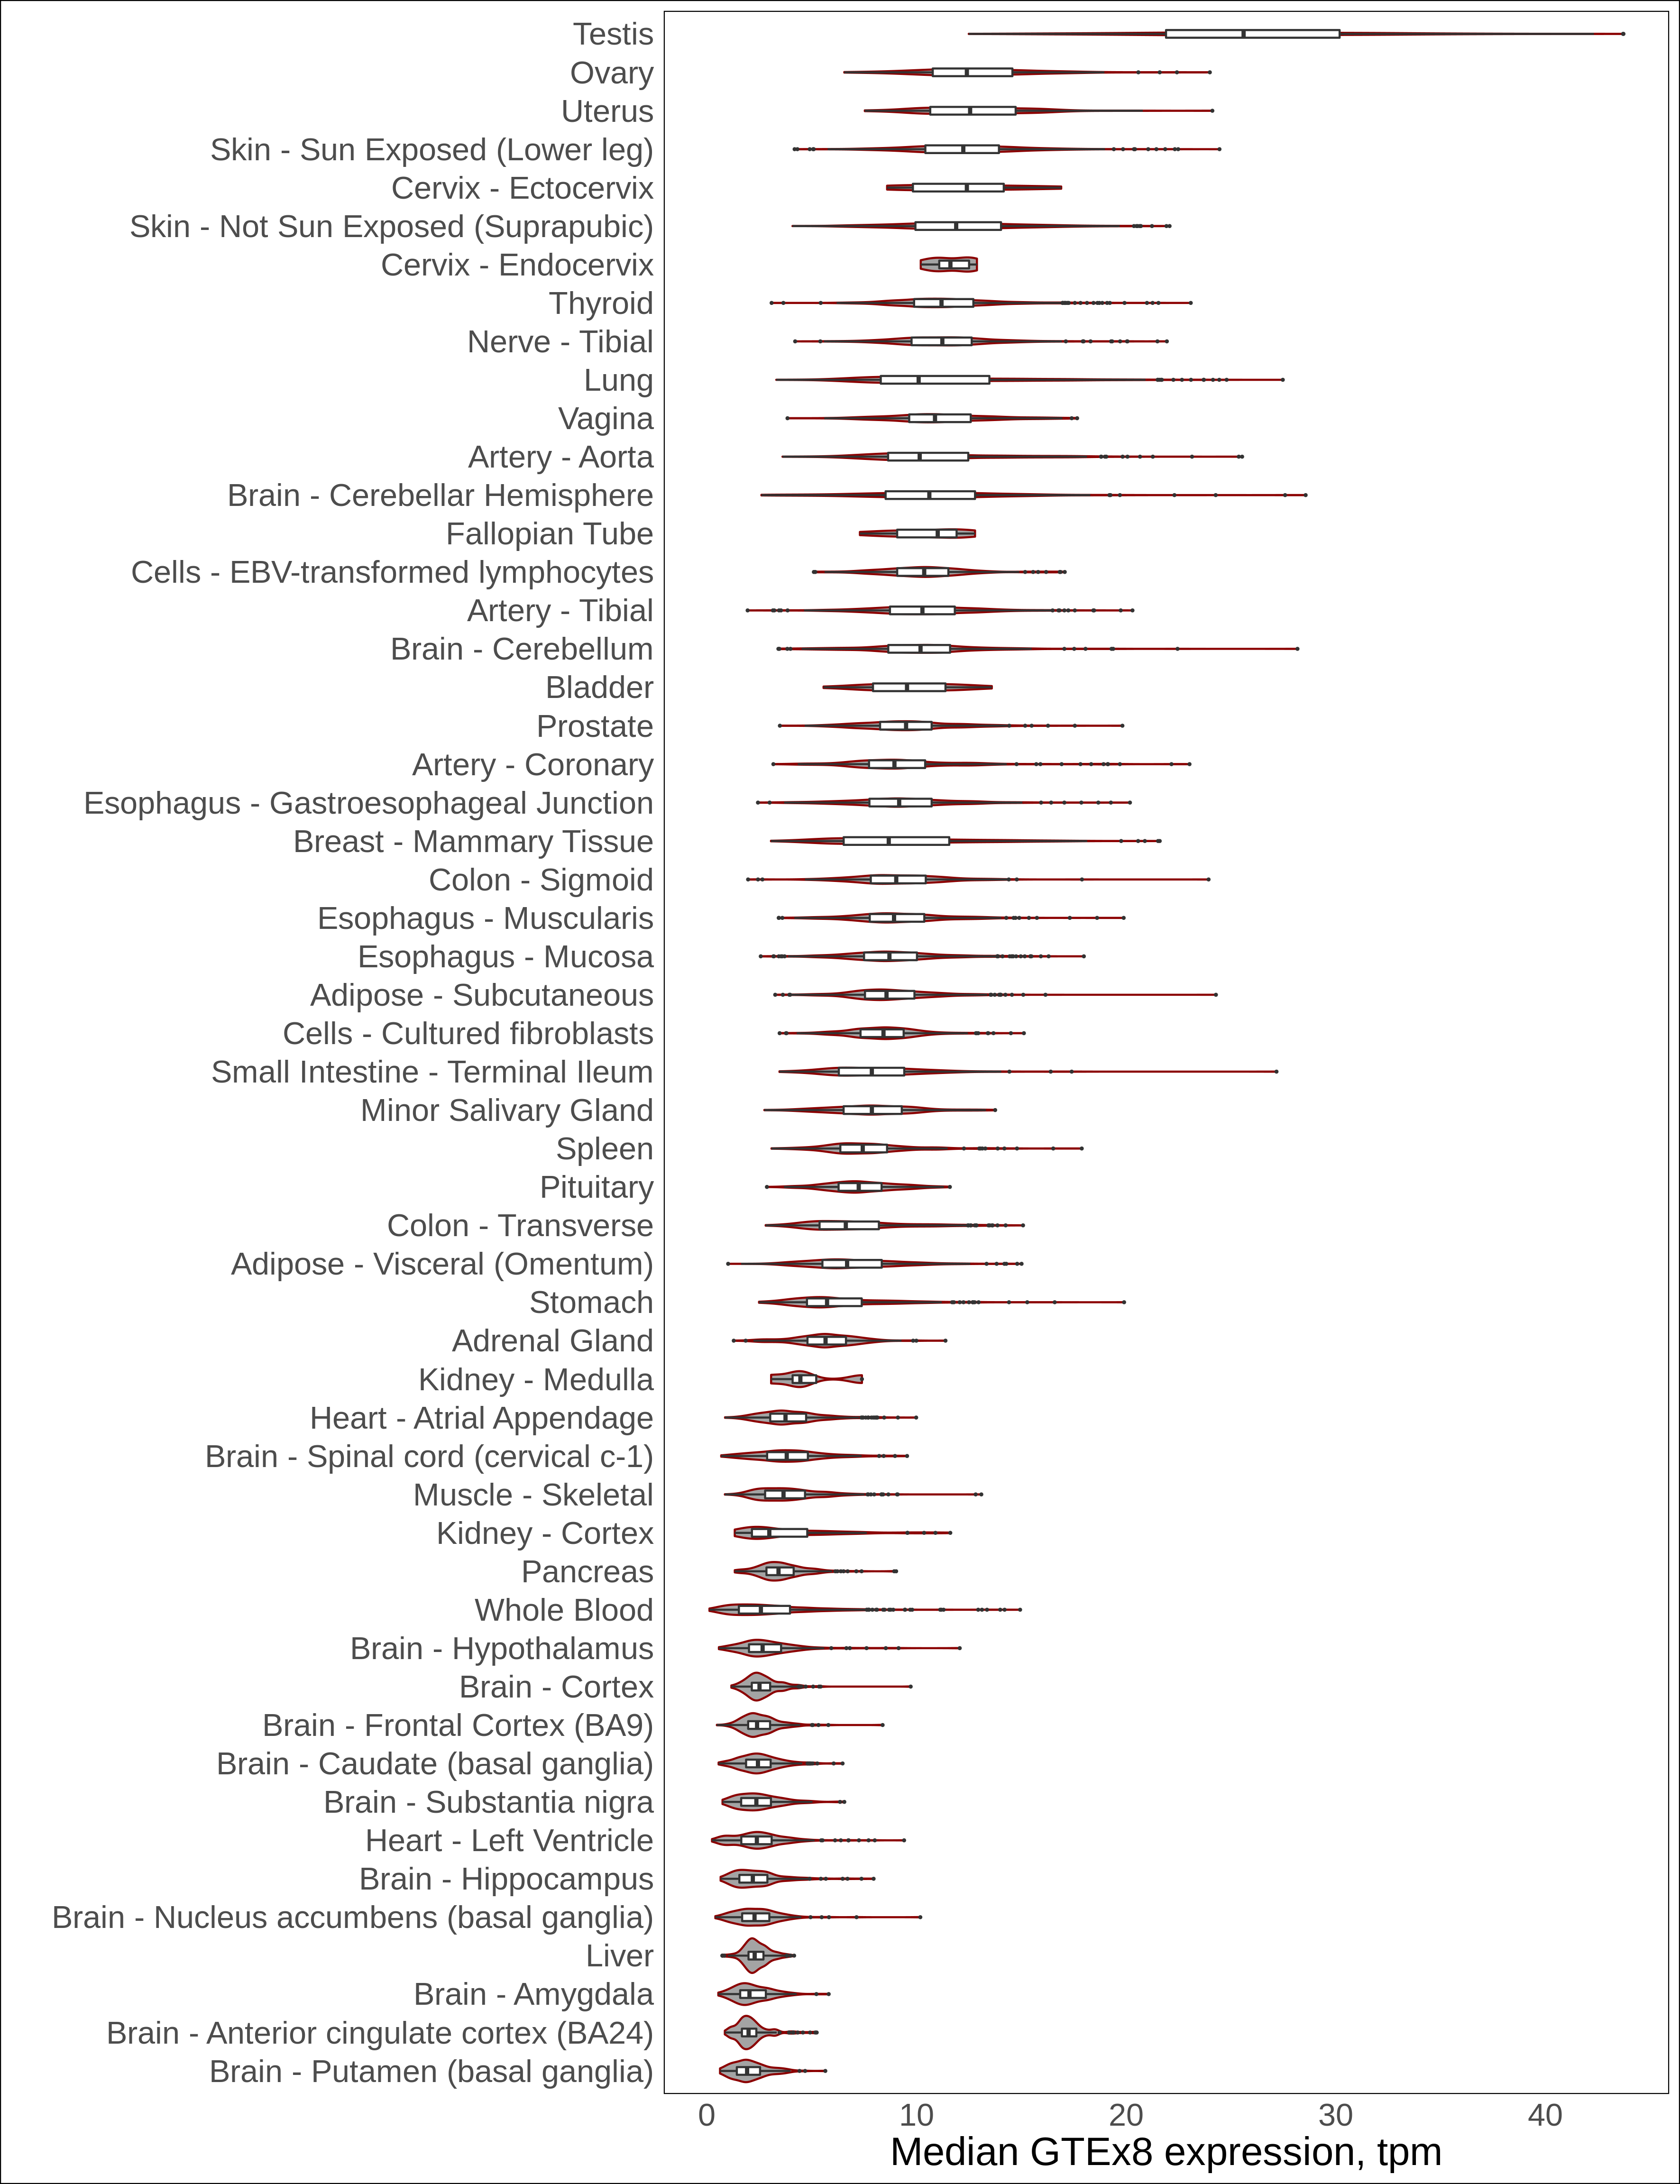 Testis
Ovary
Uterus
Skin - Sun Exposed (Lower leg)
Cervix - Ectocervix
Skin - Not Sun Exposed (Suprapubic)
Cervix - Endocervix
Thyroid
Nerve - Tibial
Lung
Vagina
Artery - Aorta
Brain - Cerebellar Hemisphere
Fallopian Tube
Cells - EBV-transformed lymphocytes
Artery - Tibial
Brain - Cerebellum
Bladder
Prostate
Artery - Coronary
Esophagus - Gastroesophageal Junction
Breast - Mammary Tissue
Colon - Sigmoid
Esophagus - Muscularis
Esophagus - Mucosa
Adipose - Subcutaneous
Cells - Cultured fibroblasts
Small Intestine - Terminal Ileum
Minor Salivary Gland
Spleen
Pituitary
Colon - Transverse
Adipose - Visceral (Omentum)
Stomach
Adrenal Gland
Kidney - Medulla
Heart - Atrial Appendage
Brain - Spinal cord (cervical c-1)
Muscle - Skeletal
Kidney - Cortex
Pancreas
Whole Blood
Brain - Hypothalamus
Brain - Cortex
Brain - Frontal Cortex (BA9)
Brain - Caudate (basal ganglia)
Brain - Substantia nigra
Heart - Left Ventricle
Brain - Hippocampus
Brain - Nucleus accumbens (basal ganglia)
Liver
Brain - Amygdala
Brain - Anterior cingulate cortex (BA24)
Brain - Putamen (basal ganglia)
0 10 20 30 40
Median GTEx8 expression, tpm